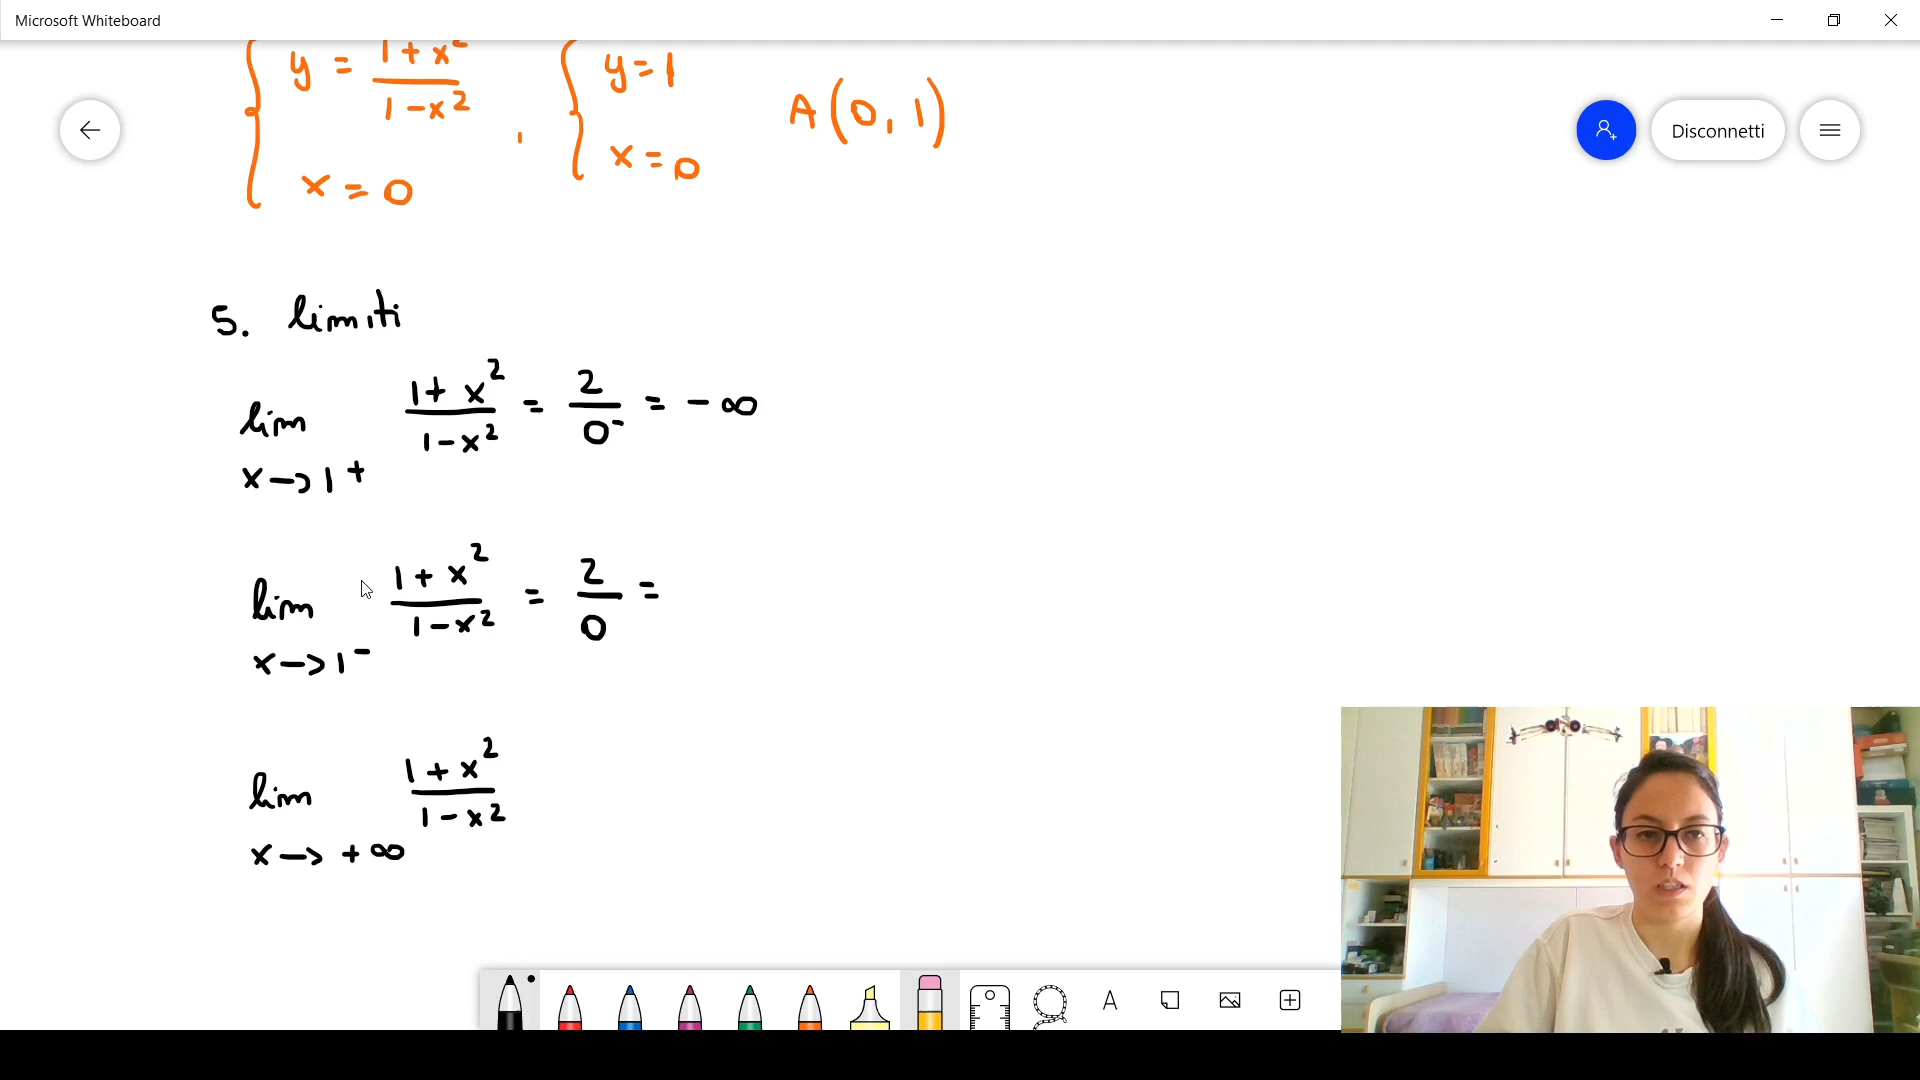 Microsoft Whiteboard
y = 1 + x² / 1 - x² , y = 1 A (0, 1)
x = 0 x = 0
Disconnetti
5. limiti
lim x → 1⁺ 1 + x² / 1 - x² = 2 / 0⁻ = - ∞
lim x → 1⁻ 1 + x² / 1 - x² = 2 / 0 =
lim x → + ∞ 1 + x² / 1 - x²
A